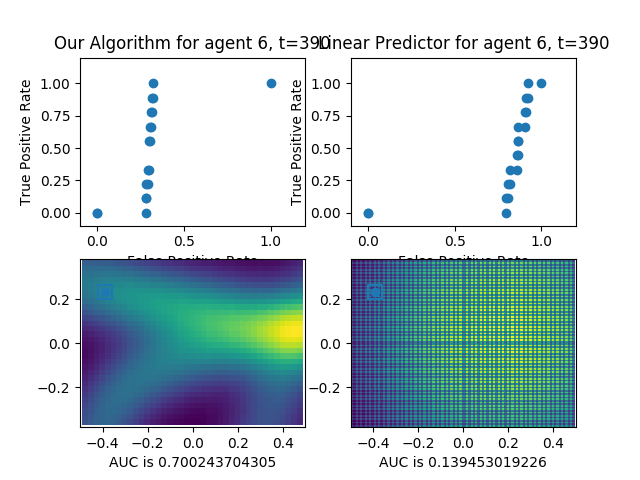 Our Algorithm for agent 6, t=390
Linear Predictor for agent 6, t=390
True Positive Rate
1.00
0.75
0.50
0.25
0.00
0.0 0.5 1.0
False Positive Rate
True Positive Rate
1.00
0.75
0.50
0.25
0.00
0.0 0.5 1.0
False Positive Rate
0.2
0.0
−0.2
−0.4 −0.2 0.0 0.2 0.4
AUC is 0.700243704305
0.2
0.0
−0.2
−0.4 −0.2 0.0 0.2 0.4
AUC is 0.139453019226